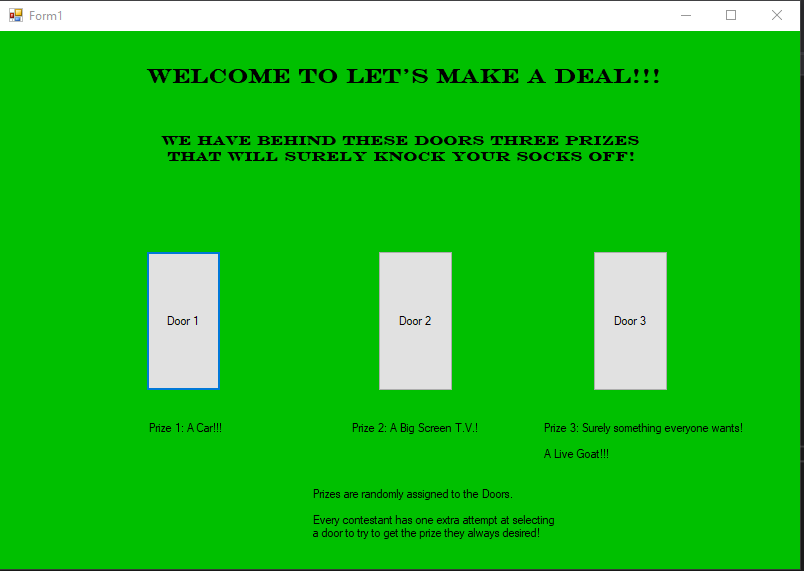 Form1
WELCOME TO LET'S MAKE A DEAL!!!
WE HAVE BEHIND THESE DOORS THREE PRIZES
THAT WILL SURELY KNOCK YOUR SOCKS OFF!
Door 1
Door 2
Door 3
Prize 1: A Car!!!
Prize 2: A Big Screen T.V.!
Prize 3: Surely something everyone wants!
A Live Goat!!!
Prizes are randomly assigned to the Doors.
Every contestant has one extra attempt at selecting
a door to try to get the prize they always desired!